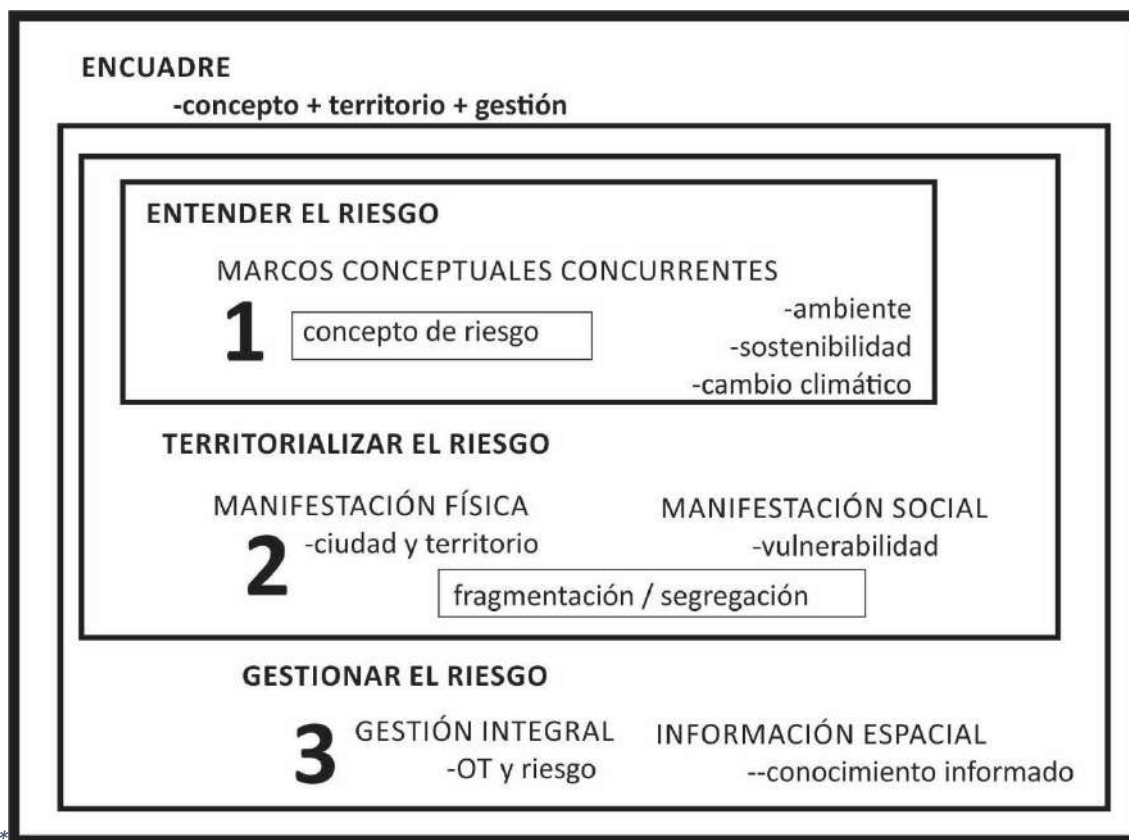 ENCUADRE
-concepto + territorio + gestión
ENTENDER EL RIESGO
MARCOS CONCEPTUALES CONCURRENTES
1
concepto de riesgo
-ambiente
-sostenibilidad
-cambio climático
TERRITORIALIZAR EL RIESGO
MANIFESTACIÓN FÍSICA
-ciudad y territorio
MANIFESTACIÓN SOCIAL
-vulnerabilidad
2
fragmentación / segregación
GESTIONAR EL RIESGO
3
GESTIÓN INTEGRAL
-OT y riesgo
INFORMACIÓN ESPACIAL
--conocimiento informado
*